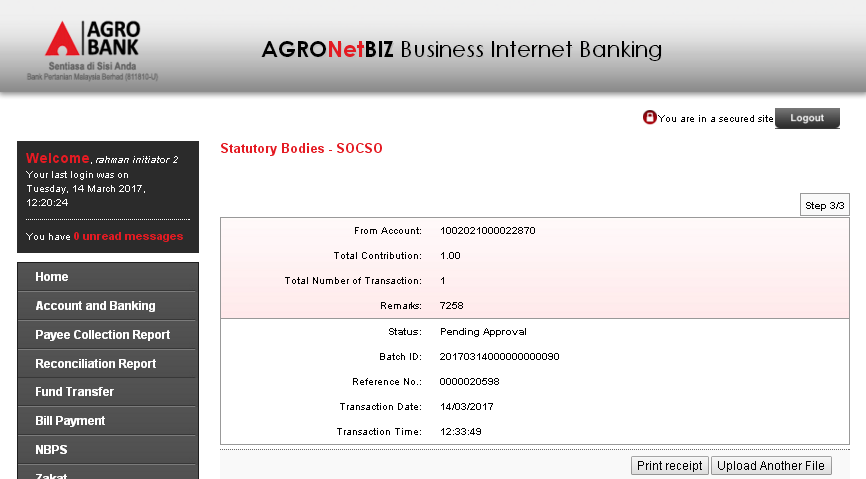 AGRO
BANK
Sentiasa di Sisi Anda
Bank Pertanian Malaysia Berhad (811810-U)
AGRONetBIZ Business Internet Banking
You are in a secured site
Logout
Welcome, rahman initiator 2
Your last login was on
Tuesday, 14 March 2017,
12:20:24
You have 0 unread messages
Home
Account and Banking
Payee Collection Report
Reconciliation Report
Fund Transfer
Bill Payment
NBPS
Zakat
Statutory Bodies - SOCSO
Step 3/3
From Account: 1002021000022870
Total Contribution: 1.00
Total Number of Transaction: 1
Remarks: 7258
Status: Pending Approval
Batch ID: 20170314000000000090
Reference No.: 0000020598
Transaction Date: 14/03/2017
Transaction Time: 12:33:49
Print receipt
Upload Another File